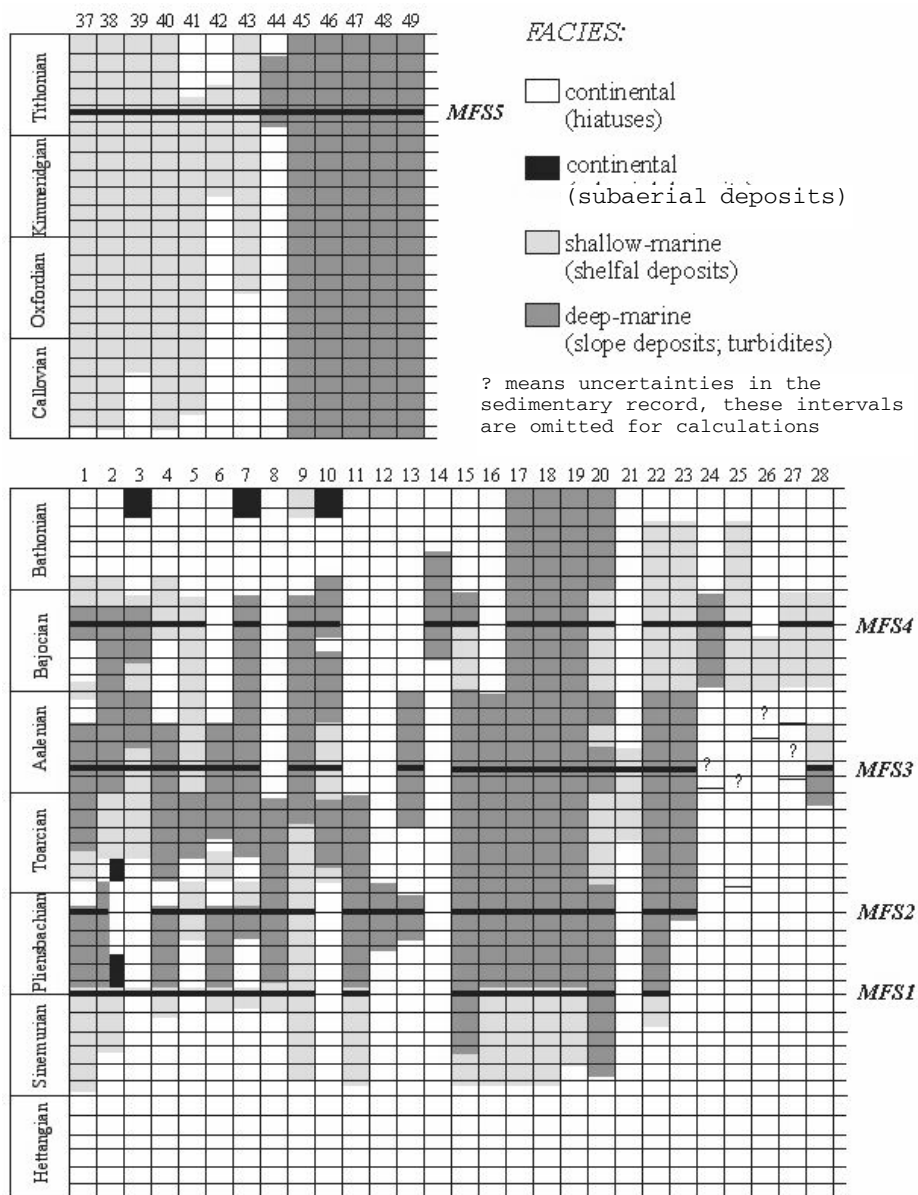 37 38 39 40 41 42 43 44 45 46 47 48 49
Tithonian
Kimmeridgian
Oxfordian
Callovian
MFS5
FACIES:
continental
(hiatuses)
continental
(subaerial deposits)
shallow-marine
(shelfal deposits)
deep-marine
(slope deposits; turbidites)
? means uncertainties in the
sedimentary record, these intervals
are omitted for calculations
1 2 3 4 5 6 7 8 9 10 11 12 13 14 15 16 17 18 19 20 21 22 23 24 25 26 27 28
Bathonian
Bajocian
MFS4
Aalenian
?
?
?
?
MFS3
Toarcian
Pliensbachian
MFS2
MFS1
Sinemurian
Hettangian